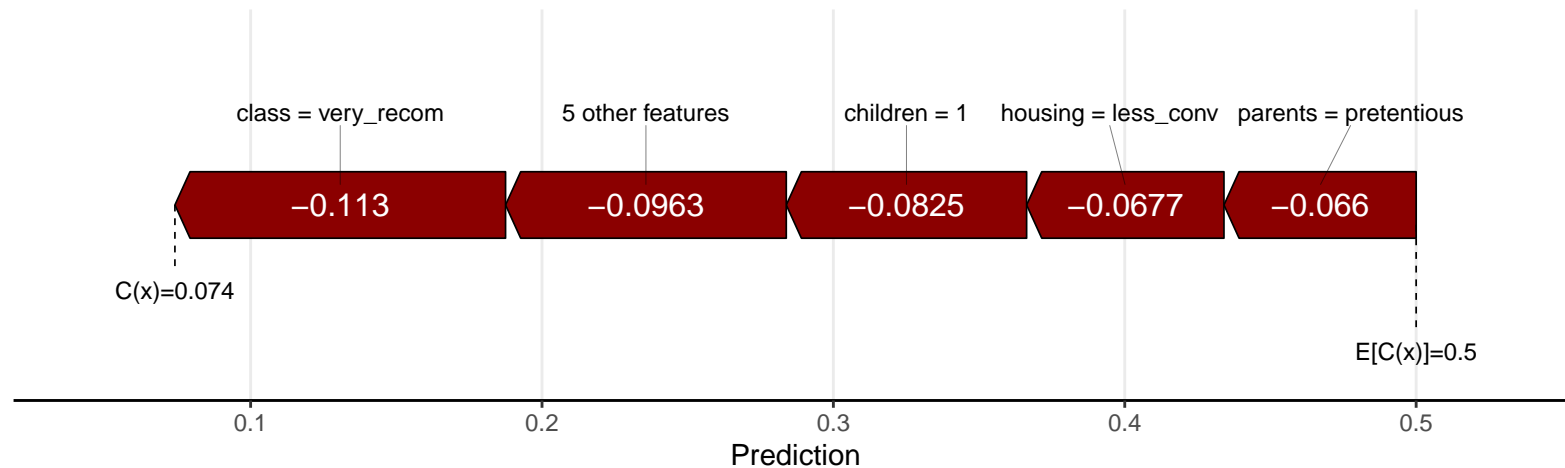 class = very_recom 5 other features children = 1 housing = less_conv parents = pretentious
−0.113 −0.0963 −0.0825 −0.0677 −0.066
C(x)=0.074
E[C(x)]=0.5
0.1 0.2 0.3 0.4 0.5
Prediction